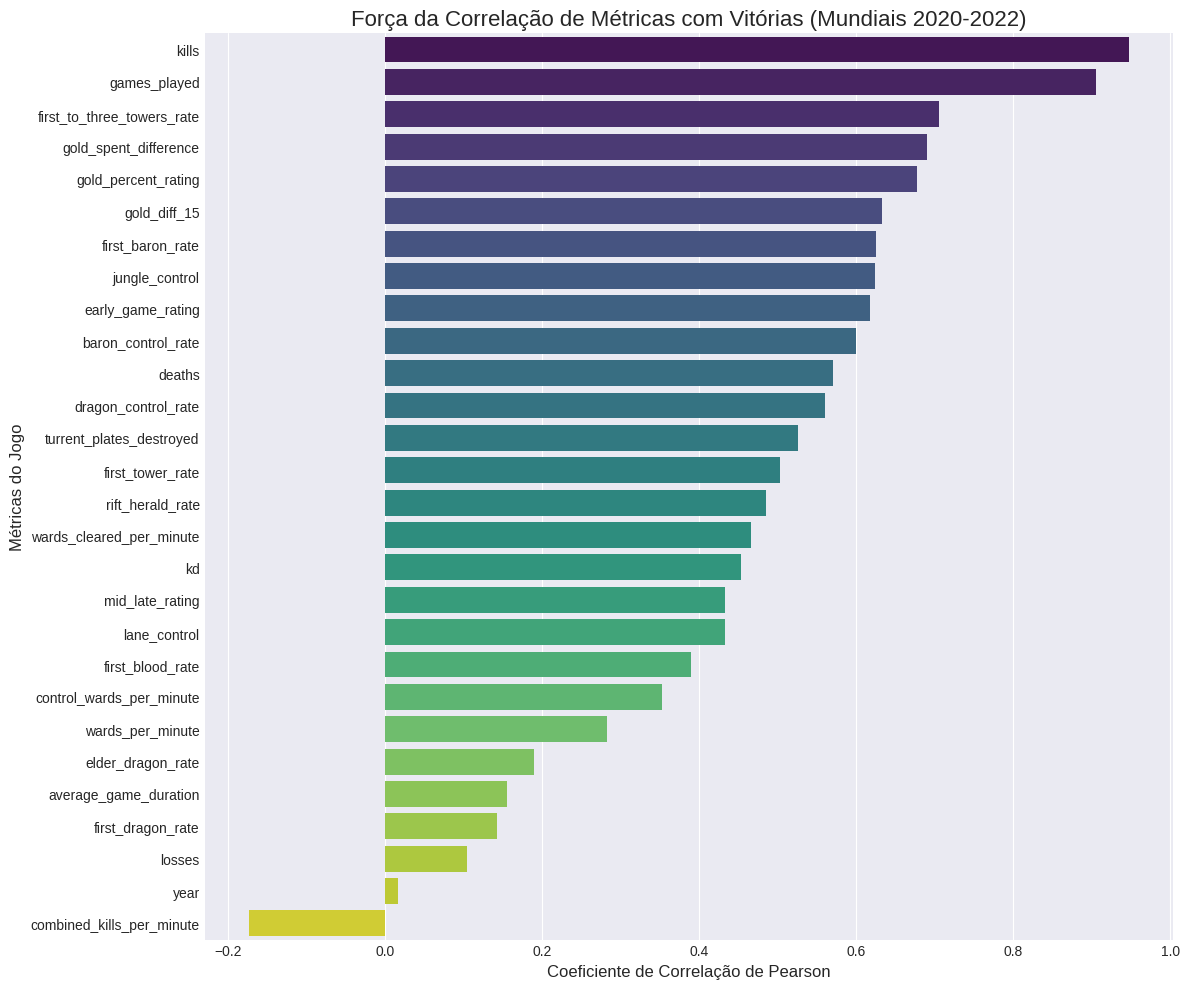 Força da Correlação de Métricas com Vitórias (Mundiais 2020-2022)
kills
games_played
first_to_three_towers_rate
gold_spent_difference
gold_percent_rating
gold_diff_15
first_baron_rate
jungle_control
early_game_rating
baron_control_rate
deaths
dragon_control_rate
turrent_plates_destroyed
first_tower_rate
rift_herald_rate
wards_cleared_per_minute
kd
mid_late_rating
lane_control
first_blood_rate
control_wards_per_minute
wards_per_minute
elder_dragon_rate
average_game_duration
first_dragon_rate
losses
year
combined_kills_per_minute
Métricas do Jogo
−0.2 0.0 0.2 0.4 0.6 0.8 1.0
Coeficiente de Correlação de Pearson